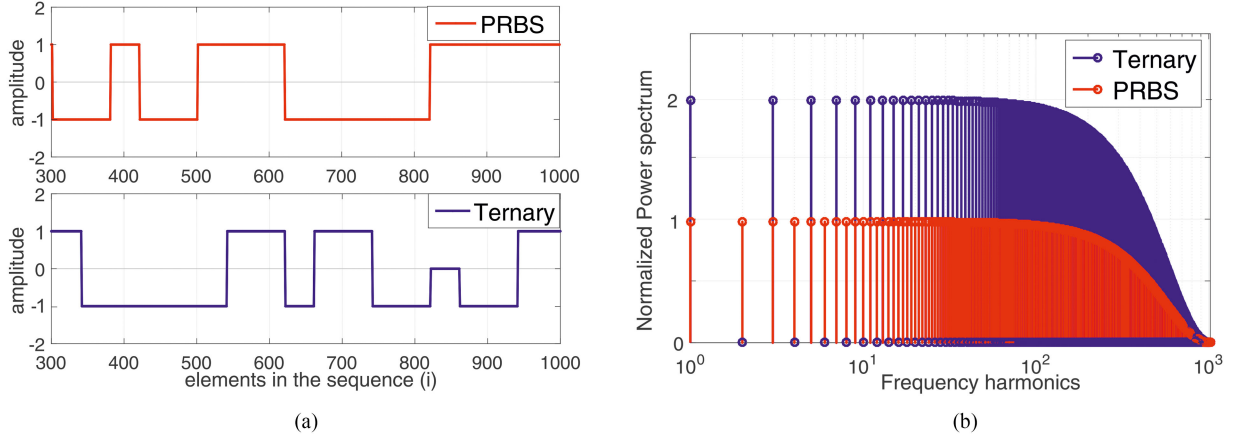 2
PRBS
1
0
-1
-2
amplitude
300 400 500 600 700 800 900 1000
2
Ternary
1
0
-1
-2
amplitude
300 400 500 600 700 800 900 1000
elements in the sequence (i)
(a)
Ternary
PRBS
2
1
0
Normalized Power spectrum
10^0 10^1 10^2 10^3
Frequency harmonics
(b)